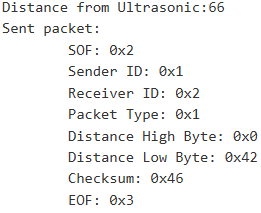 Distance from Ultrasonic:66
Sent packet:
SOF: 0x2
Sender ID: 0x1
Receiver ID: 0x2
Packet Type: 0x1
Distance High Byte: 0x0
Distance Low Byte: 0x42
Checksum: 0x46
EOF: 0x3